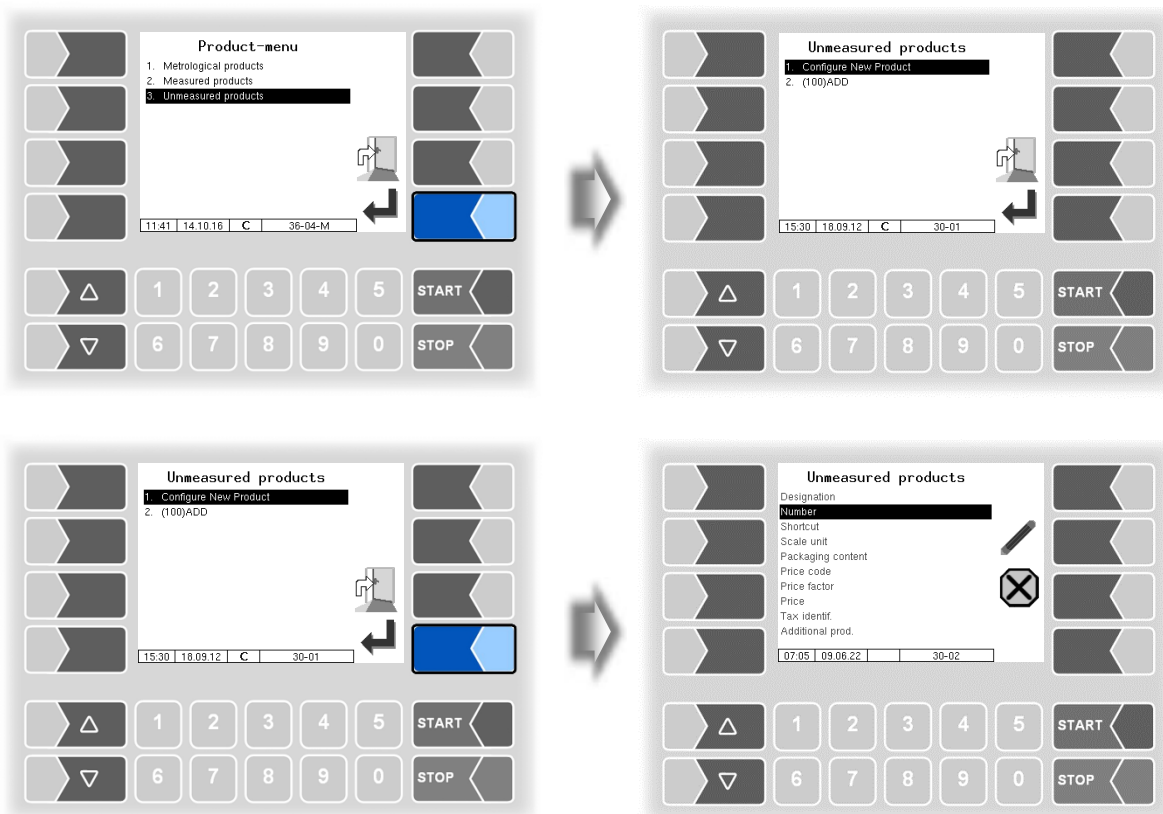 Product-menu
1. Metrological products
2. Measured products
3. Unmeasured products
11:41 14.10.16 C 36-04-M
1 2 3 4 5 START
6 7 8 9 0 STOP
Unmeasured products
1. Configure New Product
2. (100)ADD
15:30 18.09.12 C 30-01
1 2 3 4 5 START
6 7 8 9 0 STOP
Unmeasured products
1. Configure New Product
2. (100)ADD
15:30 18.09.12 C 30-01
1 2 3 4 5 START
6 7 8 9 0 STOP
Unmeasured products
Designation
Number
Shortcut
Scale unit
Packaging content
Price code
Price factor
Price
Tax identif.
Additional prod.
07:05 09.06.22 30-02
1 2 3 4 5 START
6 7 8 9 0 STOP